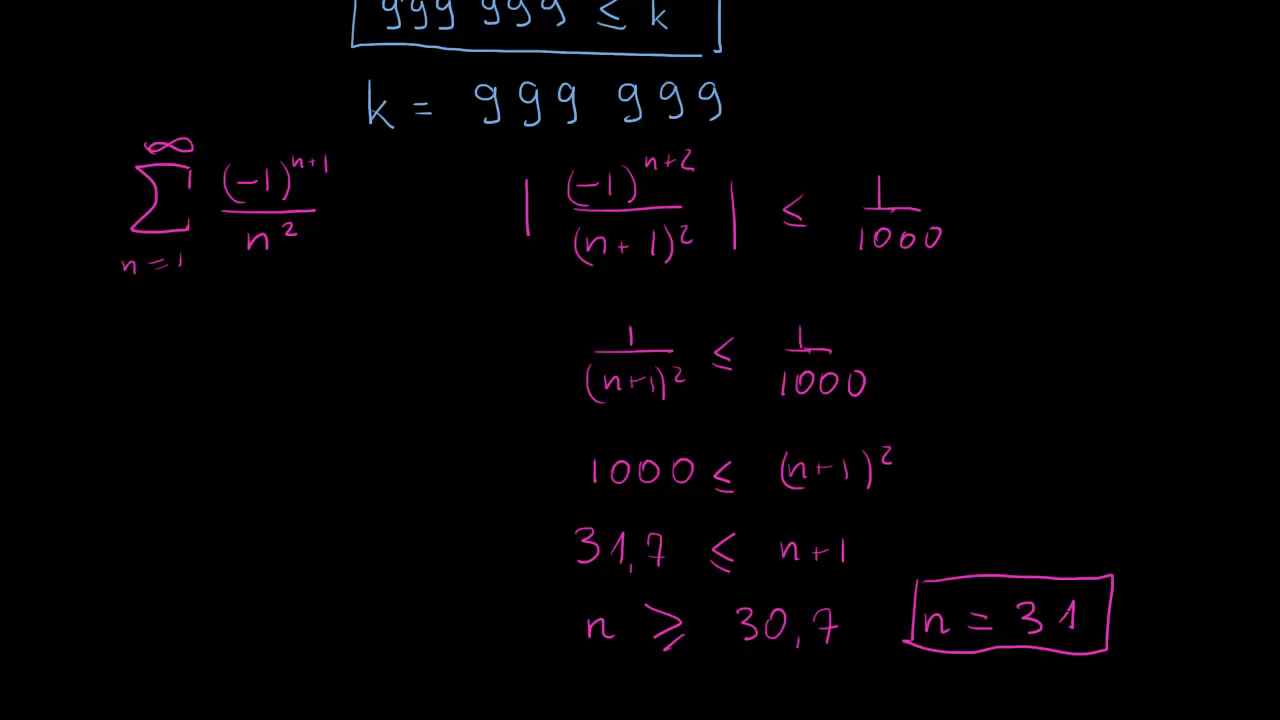 999 999 ≤ k
k = 999 999
∞
∑ (-1)^{n+1} / n^2
n = 1
| (-1)^{n+2} / (n+1)^2 | ≤ 1/1000
1/(n+1)^2 ≤ 1/1000
1000 ≤ (n+1)^2
31,7 ≤ n+1
n ≥ 30,7
n = 31